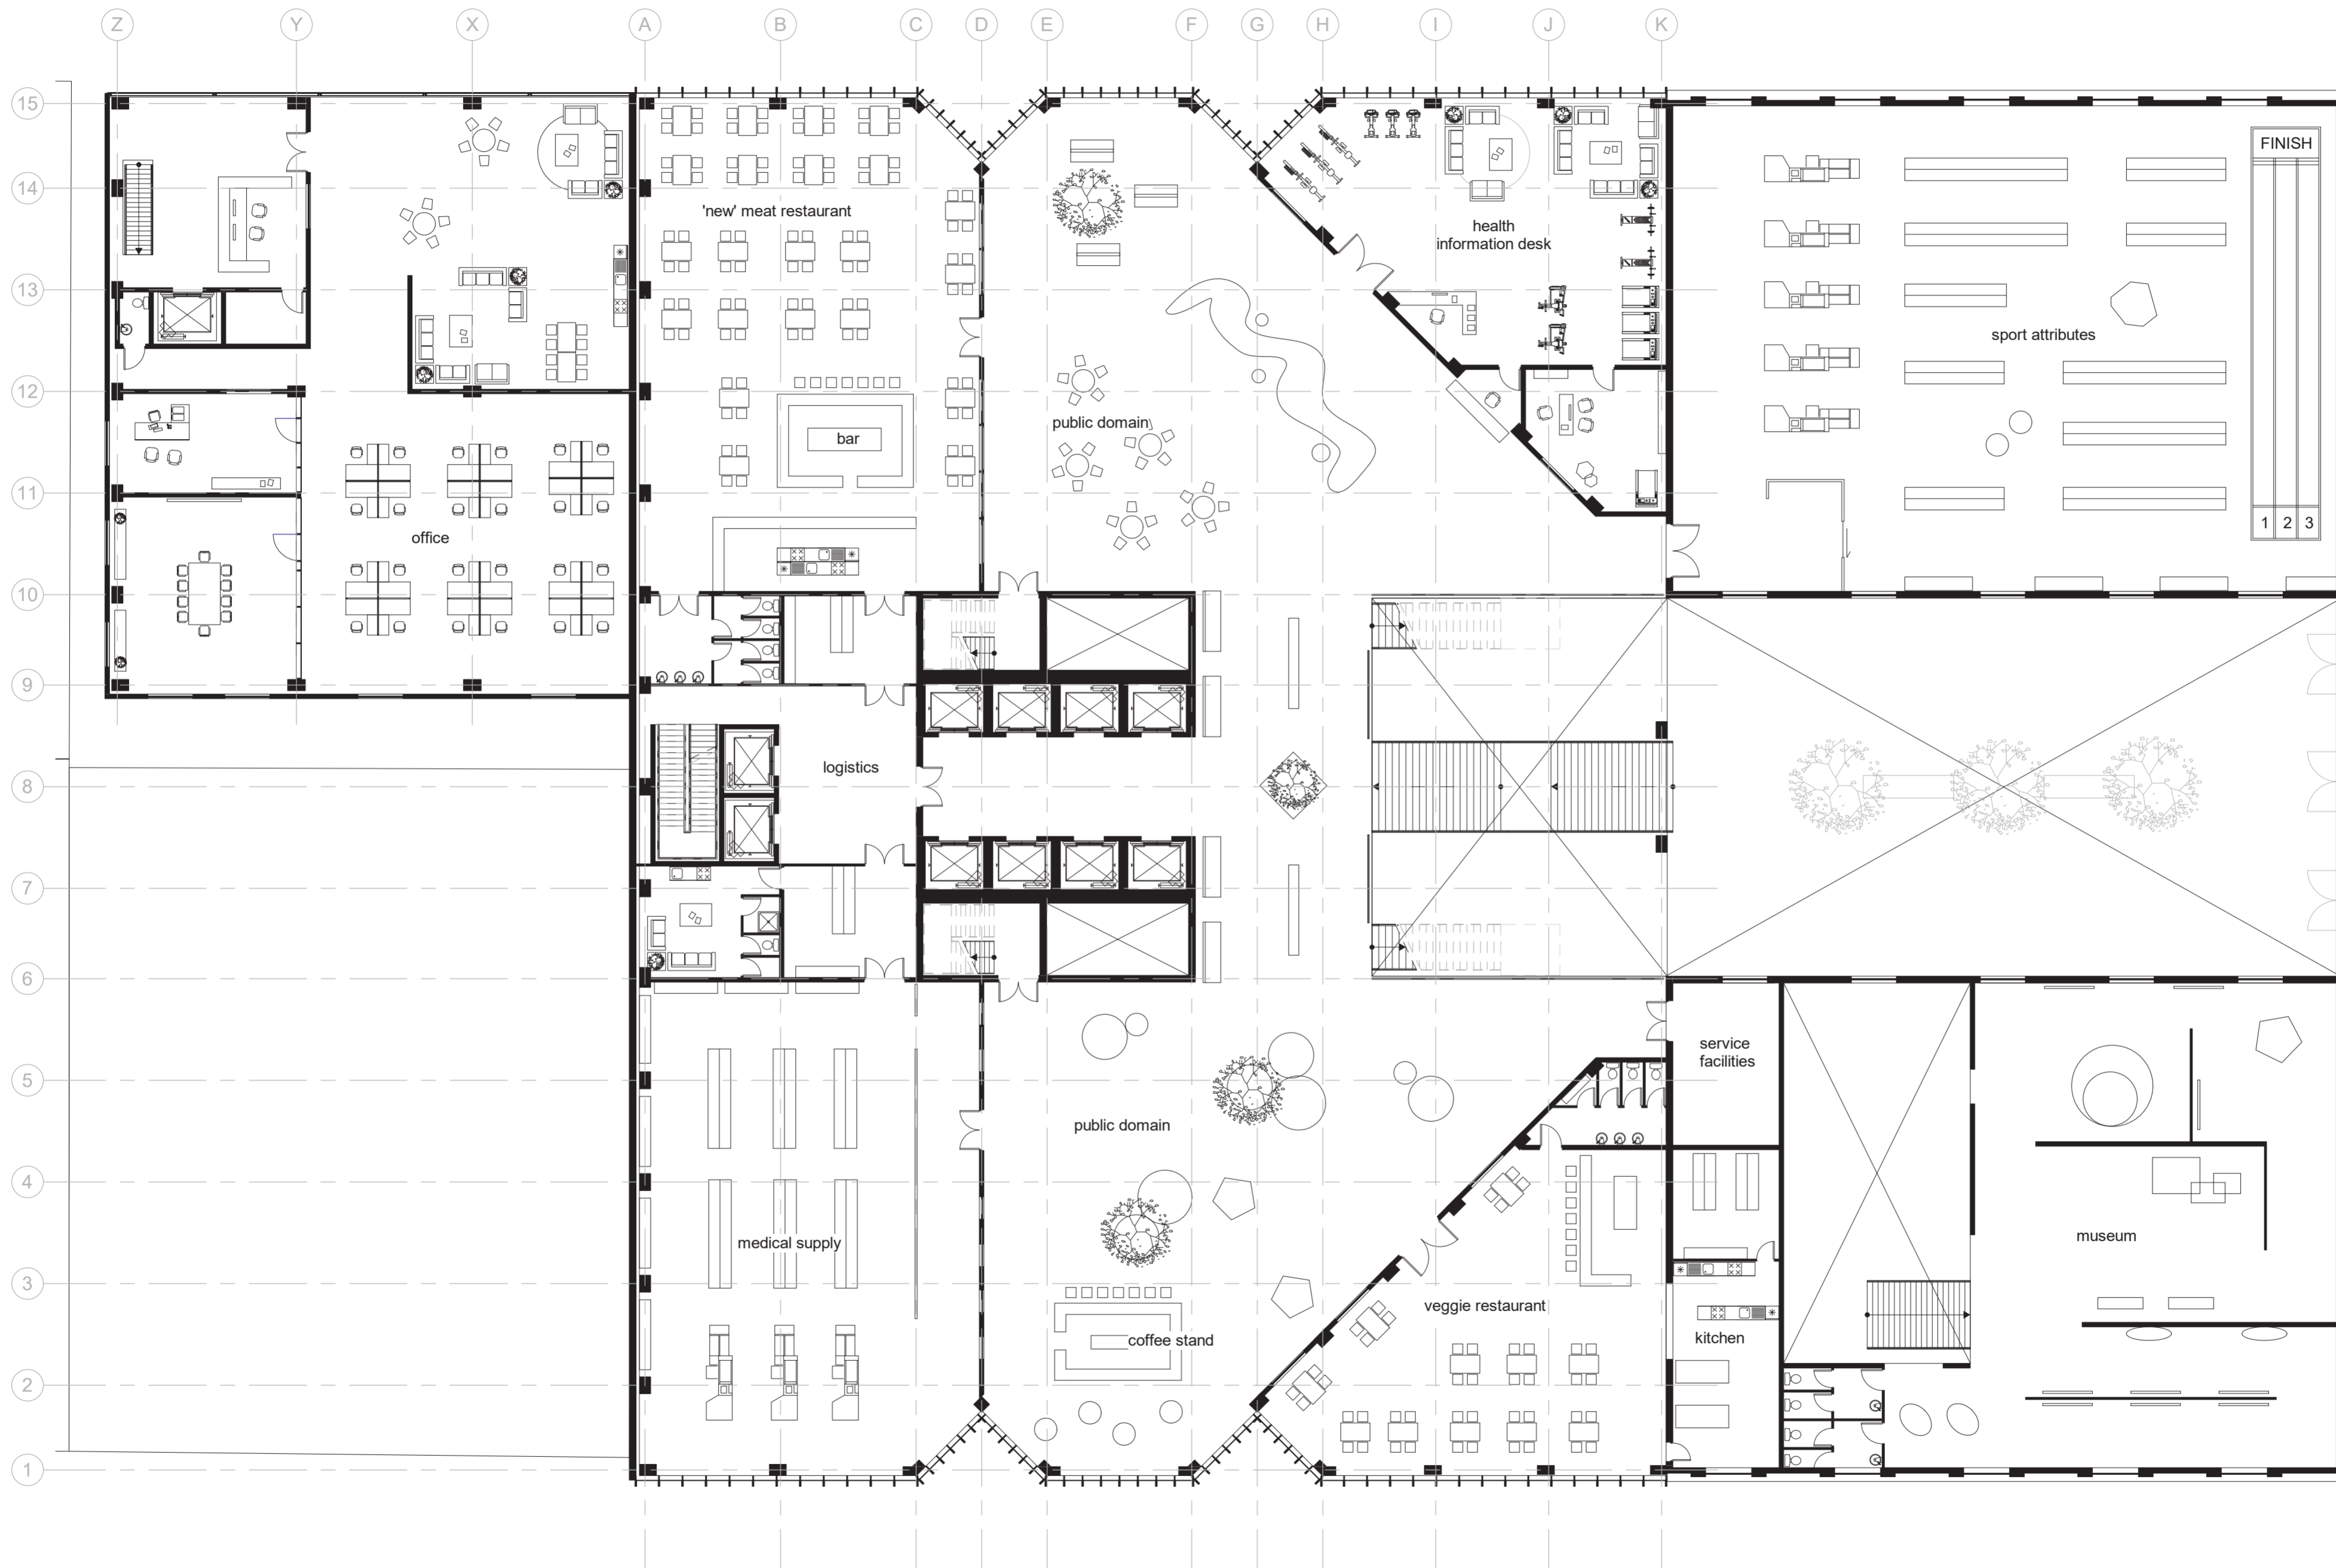 Z Y X A B C D E F G H I J K
15
14
13
12
11
10
9
8
7
6
5
4
3
2
1
'new' meat restaurant
health
information desk
FINISH
sport attributes
public domain
bar
office
1 2 3
logistics
service
facilities
public domain
medical supply
museum
veggie restaurant
coffee stand
kitchen